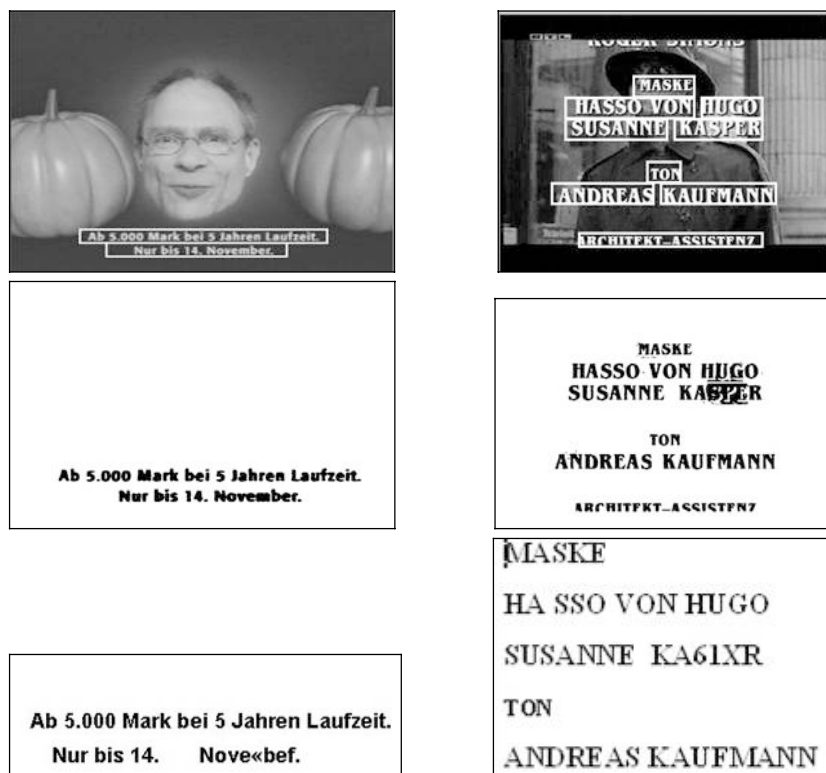 Ab 5.000 Mark bei 5 Jahren Laufzeit.
Nur bis 14. November.
ROGER SIMONS
MASKE
HASSO VON HUGO
SUSANNE KASPER
TON
ANDREAS KAUFMANN
ARCHITEKT-ASSISTENZ
Ab 5.000 Mark bei 5 Jahren Laufzeit.
Nur bis 14. November.
MASKE
HASSO VON HUGO
SUSANNE KASPER
TON
ANDREAS KAUFMANN
ARCHITEKT-ASSISTENZ
Ab 5.000 Mark bei 5 Jahren Laufzeit.
Nur bis 14. Nove«bef.
MASKE
HA SSO VON HUGO
SUSANNE KA61XR
TON
ANDREAS KAUFMANN